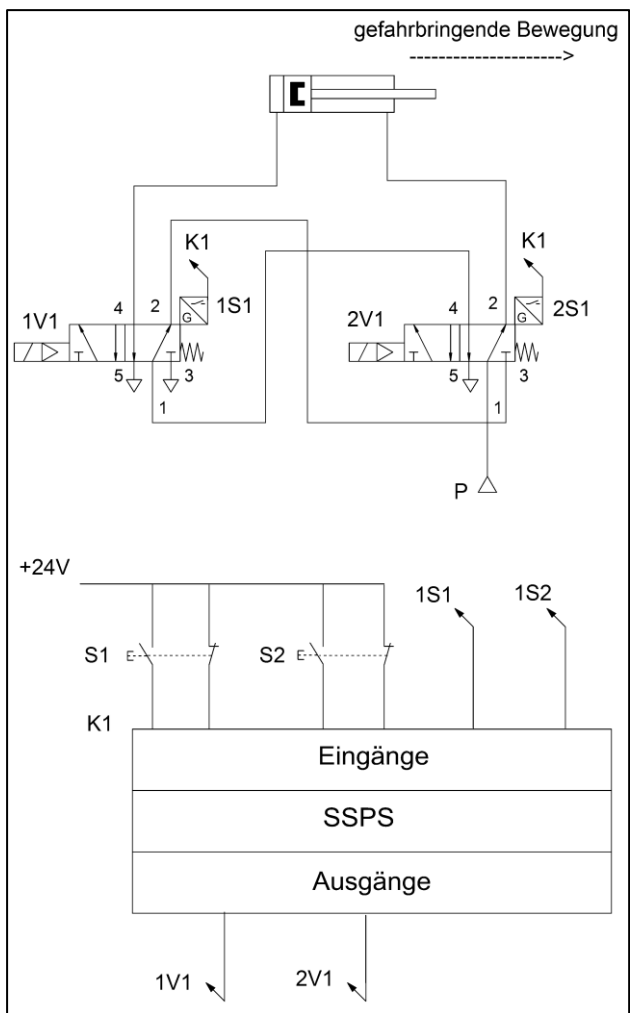 gefahrbringende Bewegung
---------------------->
K1
K1
1V1
4
2
G
1S1
2V1
4
2
G
2S1
5
3
1
5
3
1
P
+24V
1S1
1S2
S1
S2
K1
Eingänge
SSPS
Ausgänge
1V1
2V1